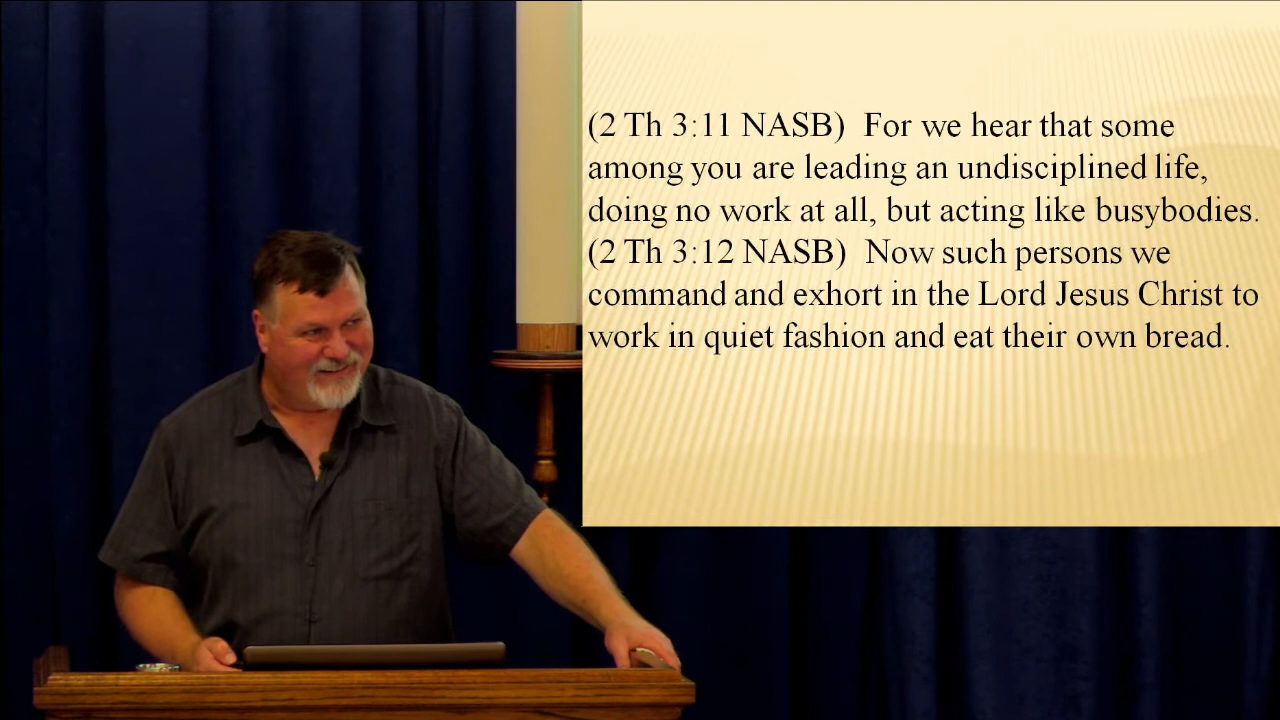 (2 Th 3:11 NASB)  For we hear that some
among you are leading an undisciplined life,
doing no work at all, but acting like busybodies.
(2 Th 3:12 NASB)  Now such persons we
command and exhort in the Lord Jesus Christ to
work in quiet fashion and eat their own bread.